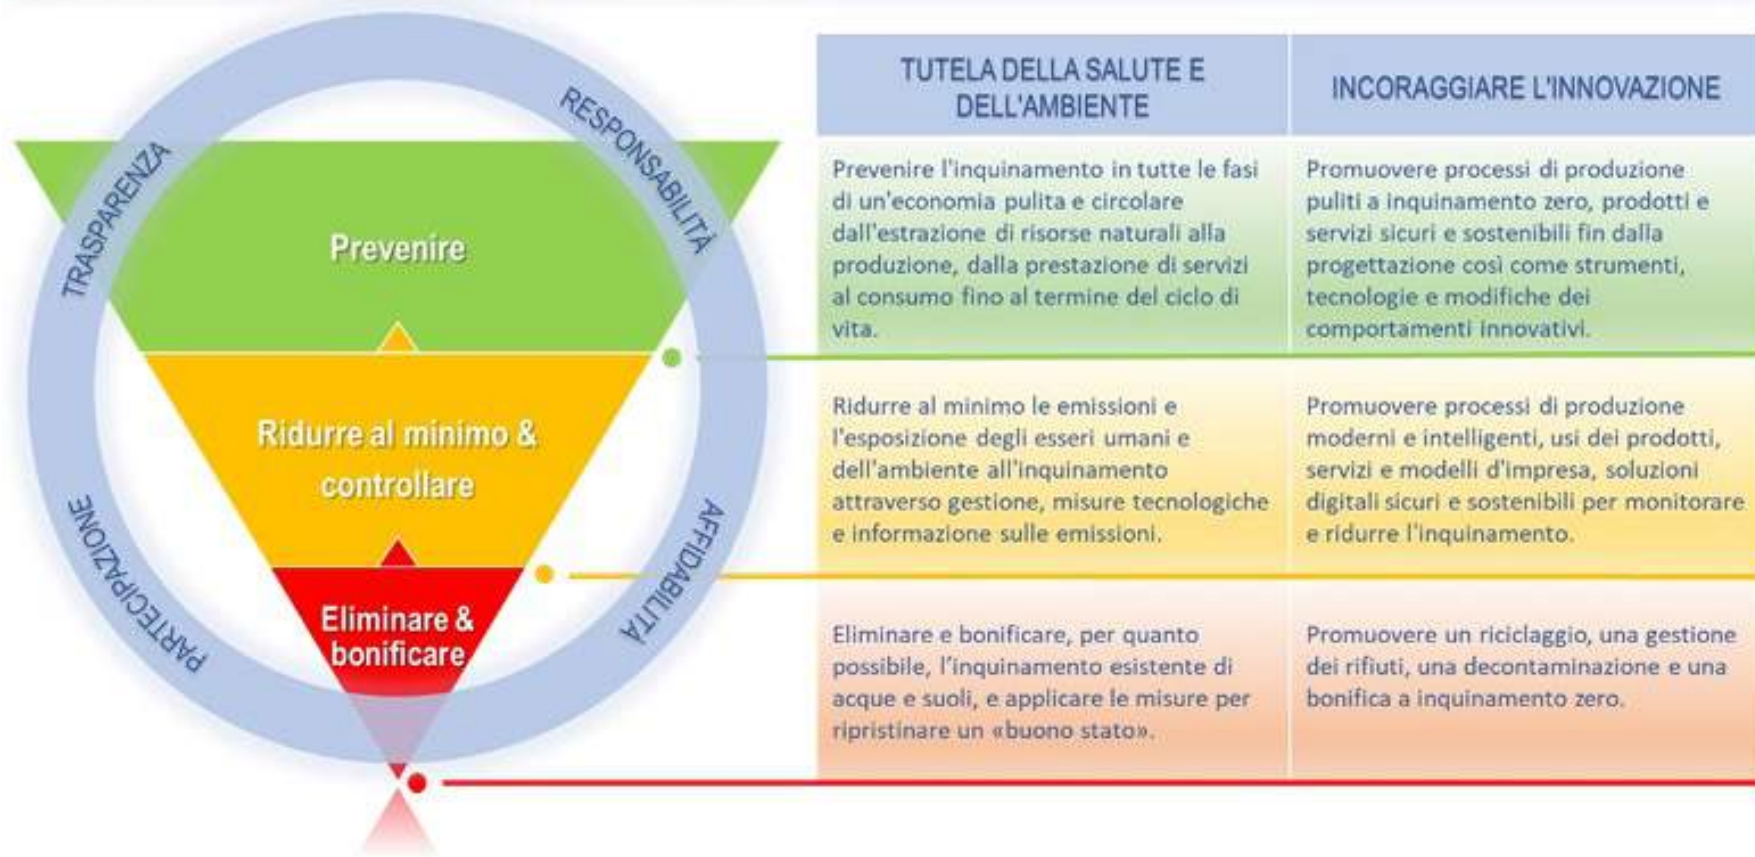 TRASPARENZA
RESPONSABILITÀ
PARTECIPAZIONE
AFFIDABILITÀ
Prevenire
Ridurre al minimo &
controllare
Eliminare &
bonificare
TUTELA DELLA SALUTE E
DELL'AMBIENTE
INCORAGGIARE L'INNOVAZIONE
Prevenire l'inquinamento in tutte le fasi
di un'economia pulita e circolare
dall'estrazione di risorse naturali alla
produzione, dalla prestazione di servizi
al consumo fino al termine del ciclo di
vita.
Promuovere processi di produzione
puliti a inquinamento zero, prodotti e
servizi sicuri e sostenibili fin dalla
progettazione così come strumenti,
tecnologie e modifiche dei
comportamenti innovativi.
Ridurre al minimo le emissioni e
l'esposizione degli esseri umani e
dell'ambiente all'inquinamento
attraverso gestione, misure tecnologiche
e informazione sulle emissioni.
Promuovere processi di produzione
moderni e intelligenti, usi dei prodotti,
servizi e modelli d'impresa, soluzioni
digitali sicuri e sostenibili per monitorare
e ridurre l'inquinamento.
Eliminare e bonificare, per quanto
possibile, l’inquinamento esistente di
acque e suoli, e applicare le misure per
ripristinare un «buono stato».
Promuovere un riciclaggio, una gestione
dei rifiuti, una decontaminazione e una
bonifica a inquinamento zero.